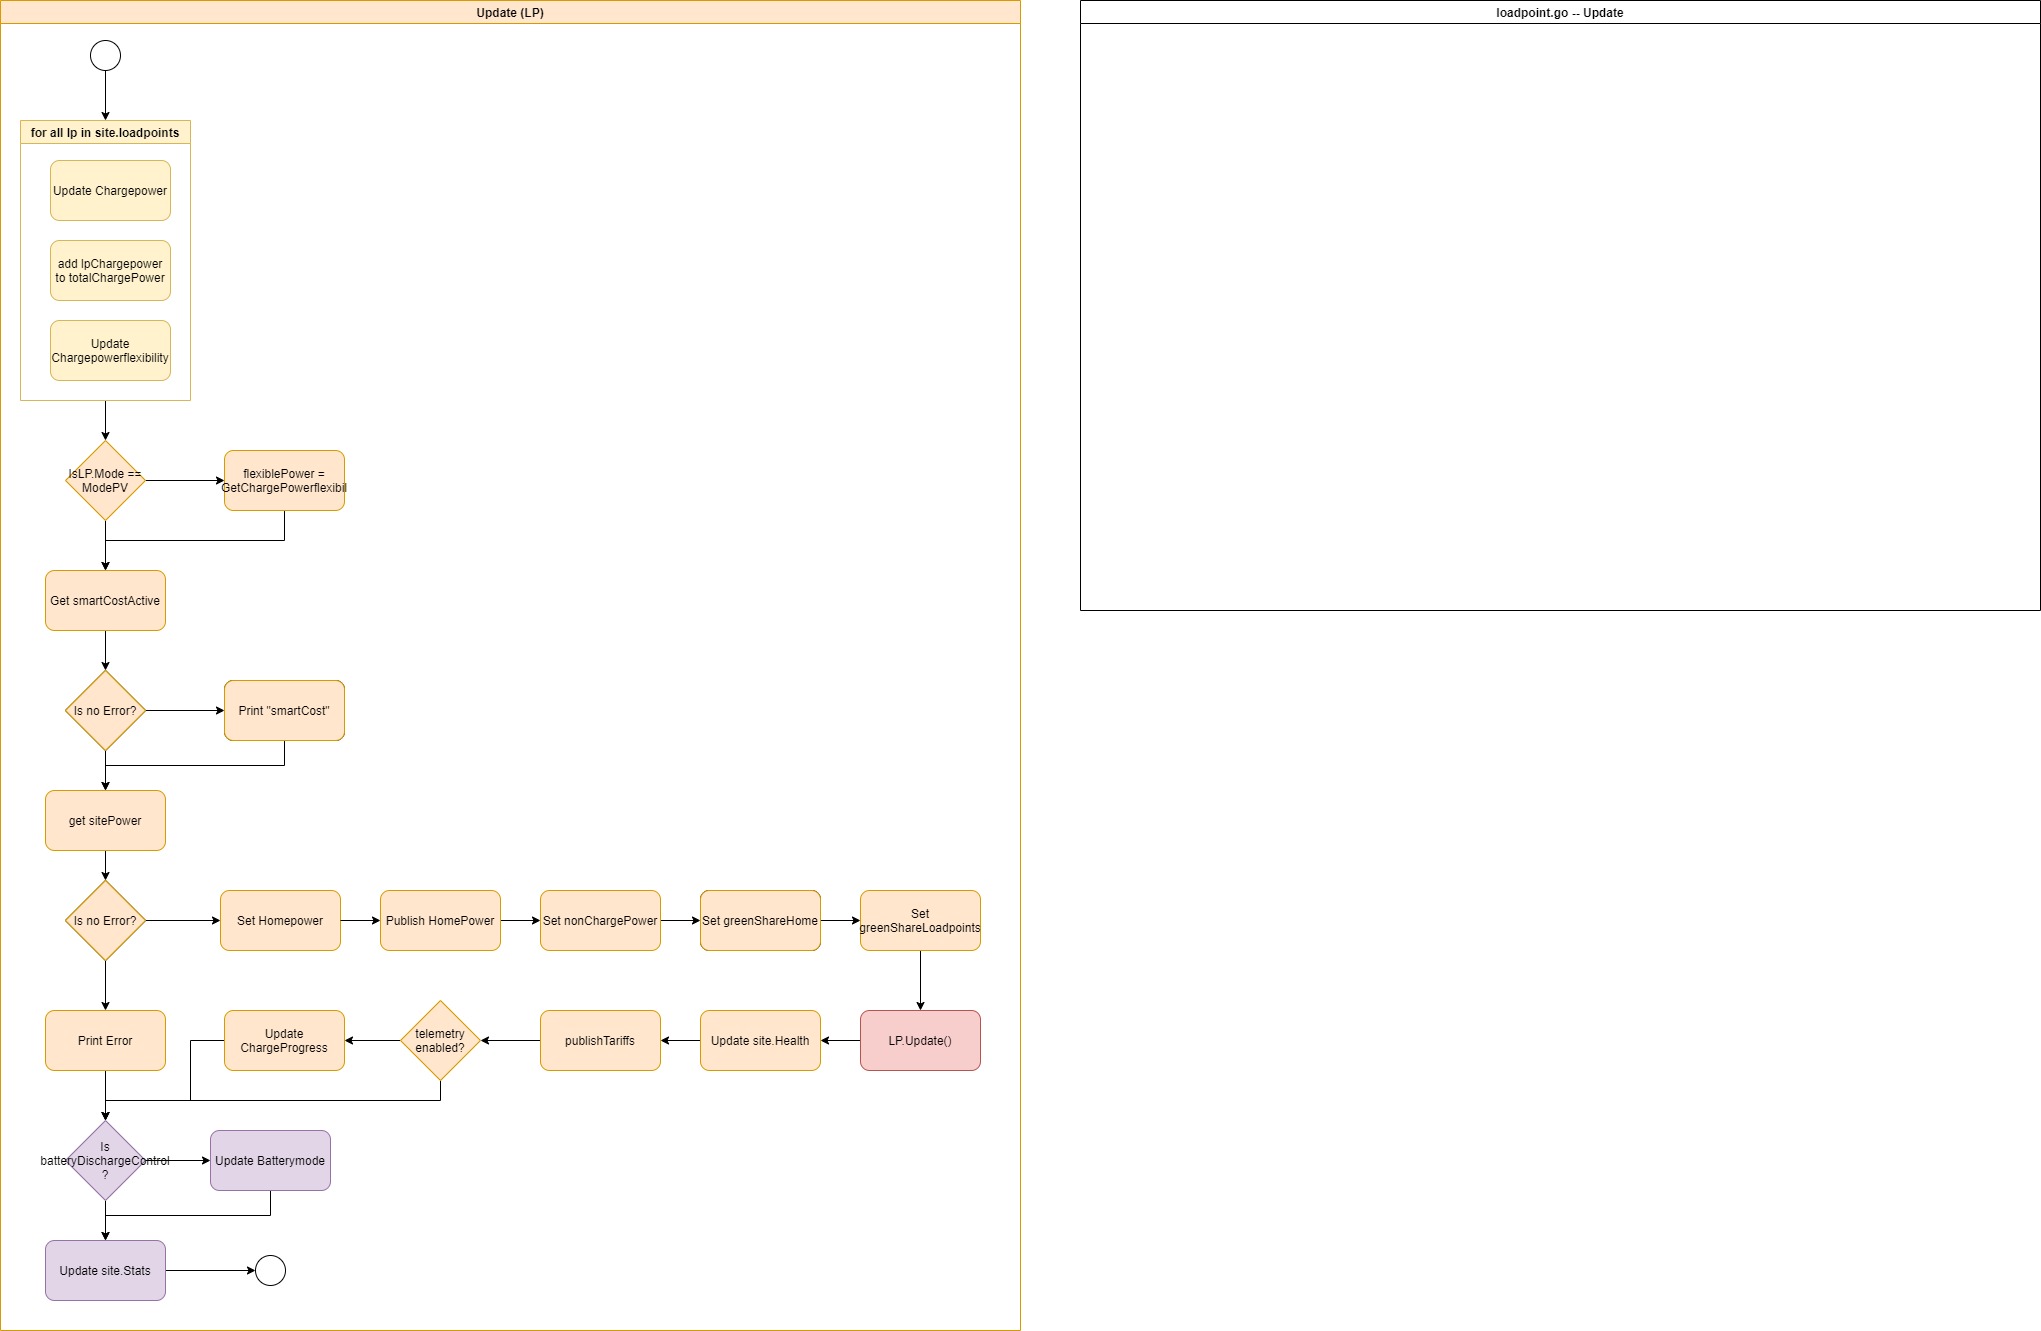 Update (LP)
loadpoint.go -- Update
for all lp in site.loadpoints
Update Chargepower
add lpChargepower
to totalChargePower
Update
Chargepowerflexibility
IsLP.Mode ==
ModePV
flexiblePower =
GetChargePowerflexibil
Get smartCostActive
Is no Error?
Print "smartCost"
get sitePower
Is no Error?
Set Homepower
Publish HomePower
Set nonChargePower
Set greenShareHome
Set
greenShareLoadpoints
Print Error
Update
ChargeProgress
telemetry
enabled?
publishTariffs
Update site.Health
LP.Update()
Is
batteryDischargeControl
?
Update Batterymode
Update site.Stats